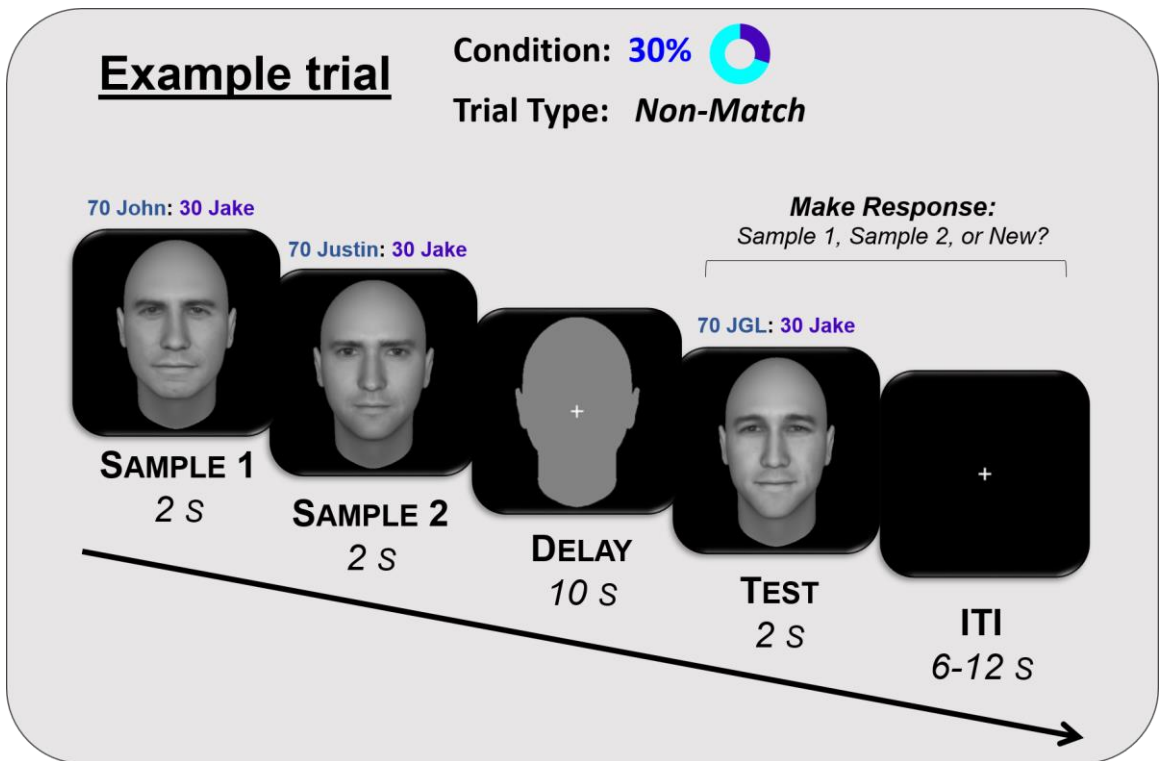 Example trial
Condition: 30%
Trial Type: Non-Match
70 John: 30 Jake
SAMPLE 1
2 s
70 Justin: 30 Jake
SAMPLE 2
2 s
DELAY
10 s
Make Response:
Sample 1, Sample 2, or New?
70 JGL: 30 Jake
TEST
2 s
ITI
6-12 s